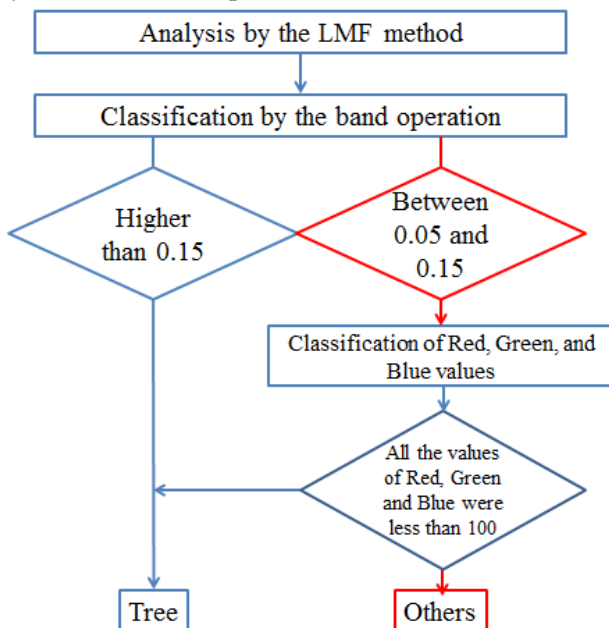 Analysis by the LMF method
Classification by the band operation
Higher
than 0.15
Between
0.05 and
0.15
Classification of Red, Green, and
Blue values
All the values
of Red, Green
and Blue were
less than 100
Tree
Others